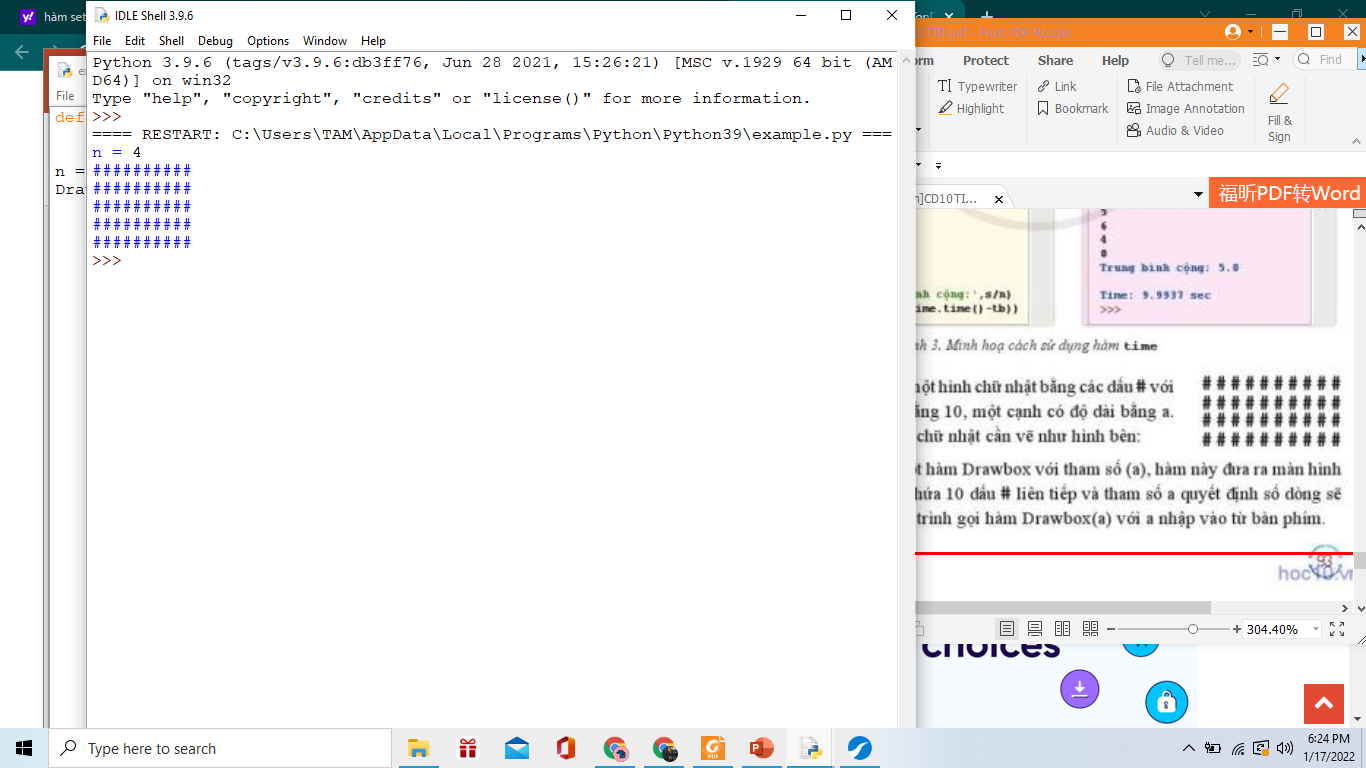 hàm set
IDLE Shell 3.9.6
File Edit Shell Debug Options Window Help
Python 3.9.6 (tags/v3.9.6:db3ff76, Jun 28 2021, 15:26:21) [MSC v.1929 64 bit (AM
D64)] on win32
Type "help", "copyright", "credits" or "license()" for more information.
>>>
==== RESTART: C:\Users\TAM\AppData\Local\Programs\Python\Python39\example.py ===
n = 4
##########
##########
##########
##########
##########
>>>
File
def
n =
Dra
Foxit PDF Reader
Protect Share Help Tell me... Find
Typewriter
Highlight
Link
Bookmark
File Attachment
Image Annotation
Audio & Video
Fill &
Sign
]CD10TI...
福昕PDF转Word
6
4
0
Trung bình cộng: 5.0
Time: 9.9937 sec
>>>
nh cộng:',s/n)
ime.time()-tb))
nh 3. Minh hoạ cách sử dụng hàm time
một hình chữ nhật bằng các dấu # với
ằng 10, một cạnh có độ dài bằng a.
chữ nhật cần vẽ như hình bên:
##########
##########
##########
##########
t hàm Drawbox với tham số (a), hàm này đưa ra màn hình
hứa 10 dấu # liên tiếp và tham số a quyết định số dòng sẽ
trình gọi hàm Drawbox(a) với a nhập vào từ bàn phím.
93
hoc10.vn
304.40%
choices
Type here to search
6:24 PM
1/17/2022